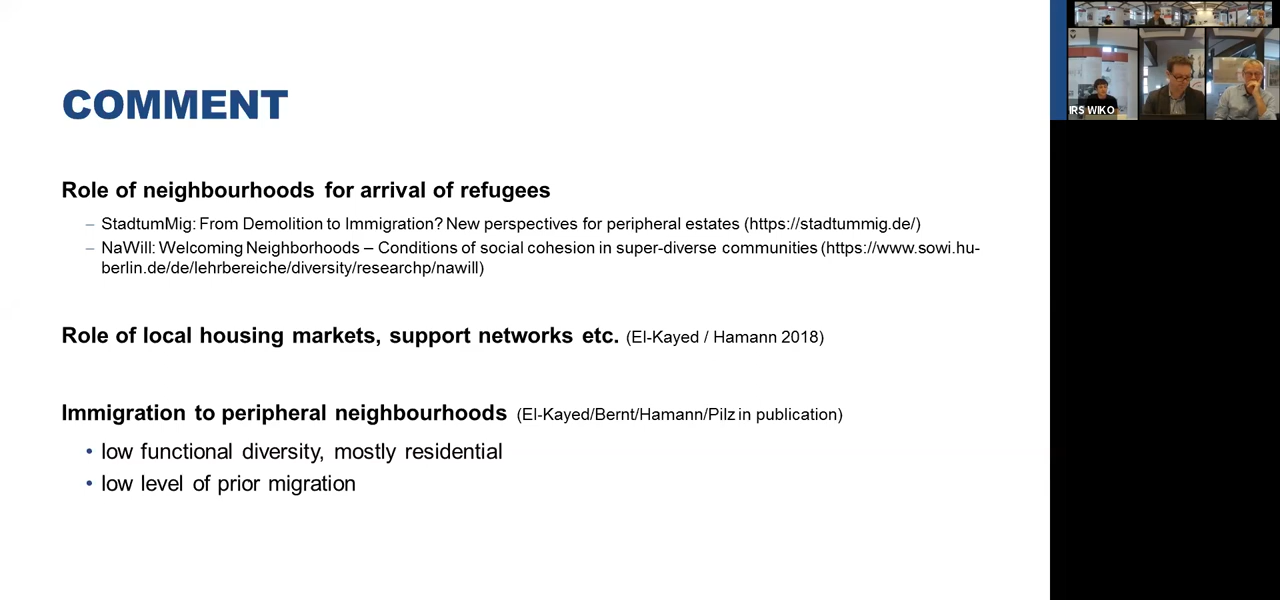 COMMENT
Role of neighbourhoods for arrival of refugees
– StadtumMig: From Demolition to Immigration? New perspectives for peripheral estates (https://stadtummig.de/)
– NaWill: Welcoming Neighborhoods – Conditions of social cohesion in super-diverse communities (https://www.sowi.hu-
berlin.de/de/lehrbereiche/diversity/researchp/nawill)
Role of local housing markets, support networks etc. (El-Kayed / Hamann 2018)
Immigration to peripheral neighbourhoods (El-Kayed/Bernt/Hamann/Pilz in publication)
• low functional diversity, mostly residential
• low level of prior migration
IRS WIKO